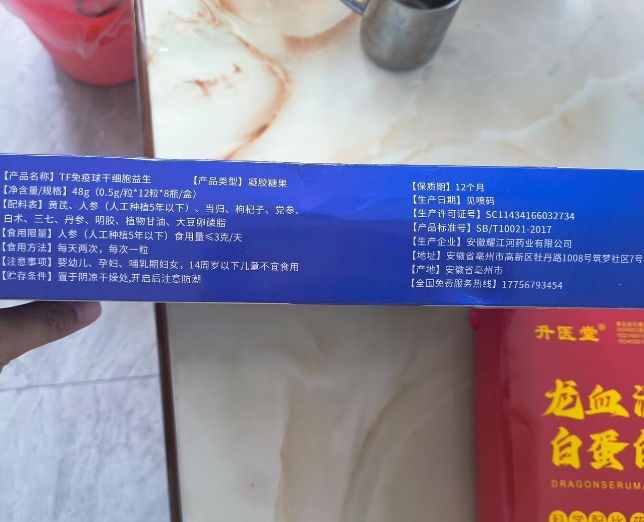 【产品名称】TF免疫球干细胞益生 【产品类型】凝胶糖果
【净含量/规格】48g（0.5g/粒*12粒*8瓶/盒）
【配料表】黄芪、人参（人工种植5年以下）、当归、枸杞子、党参、
白术、三七、丹参、明胶、植物甘油、大豆卵磷脂
【食用限量】人参（人工种植5年以下）食用量≤3克/天
【食用方法】每天两次，每次一粒
【注意事项】婴幼儿、孕妇、哺乳期妇女，14周岁以下儿童不宜食用
【贮存条件】置于阴凉干燥处,开启后注意防潮
【保质期】12个月
【生产日期】见喷码
【生产许可证号】SC11434166032734
【产品标准号】SB/T10021-2017
【生产企业】安徽耀江河药业有限公司
【地址】安徽省亳州市高新区牡丹路1008号筑梦社区7号
【产地】安徽省亳州市
【全国免费服务热线】17756793454
升医堂®
龙血
白蛋白
DRAGONSERUMA
科学配比